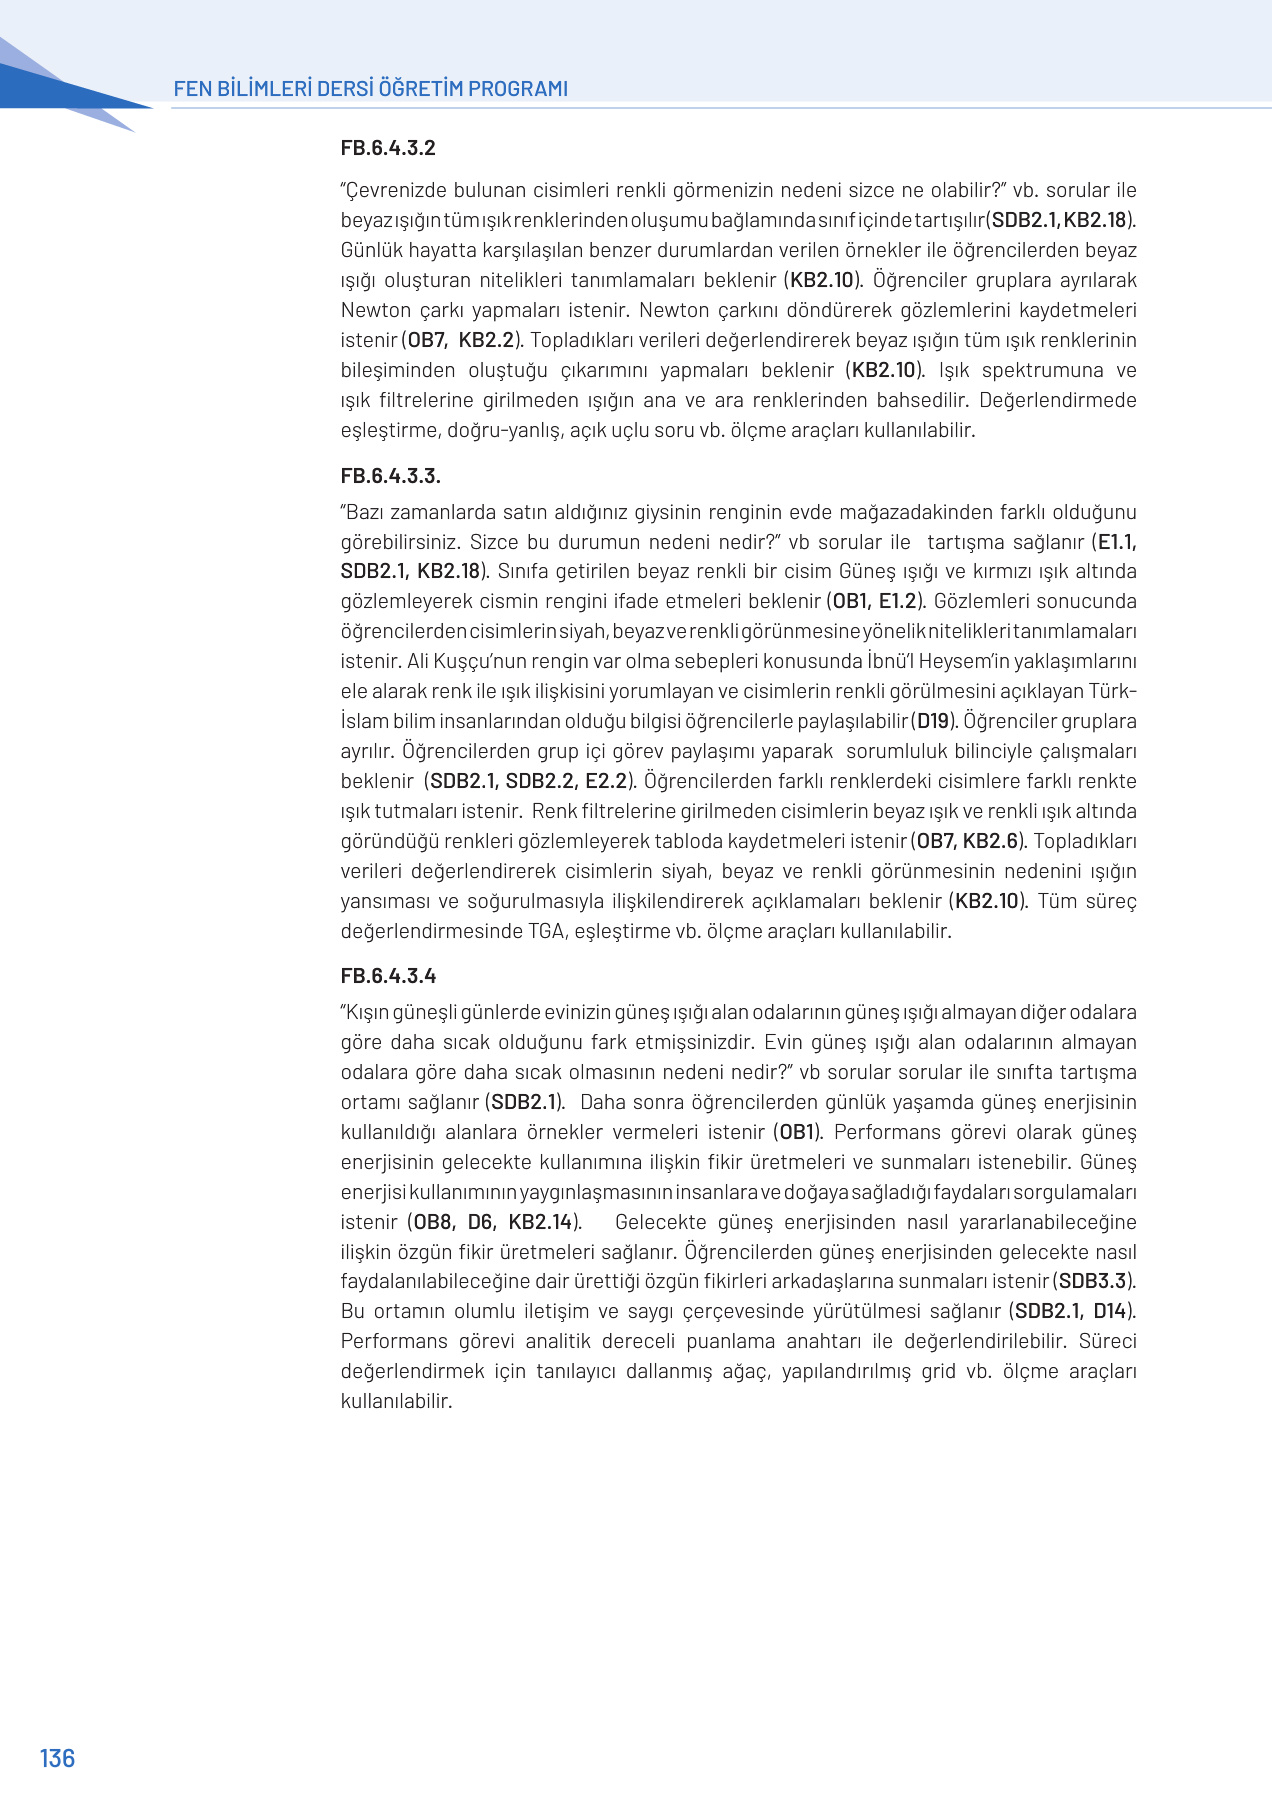 FEN BİLİMLERİ DERSİ ÖĞRETİM PROGRAMI
FB.6.4.3.2
“Çevrenizde bulunan cisimleri renkli görmenizin nedeni sizce ne olabilir?” vb. sorular ile
beyaz ışığın tüm ışık renklerinden oluşumu bağlamında sınıf içinde tartışılır (SDB2.1, KB2.18).
Günlük hayatta karşılaşılan benzer durumlardan verilen örnekler ile öğrencilerden beyaz
ışığı oluşturan nitelikleri tanımlamaları beklenir (KB2.10). Öğrenciler gruplara ayrılarak
Newton çarkı yapmaları istenir. Newton çarkını döndürerek gözlemlerini kaydetmeleri
istenir (OB7, KB2.2). Topladıkları verileri değerlendirerek beyaz ışığın tüm ışık renklerinin
bileşiminden oluştuğu çıkarımını yapmaları beklenir (KB2.10). Işık spektrumuna ve
ışık filtrelerine girilmeden ışığın ana ve ara renklerinden bahsedilir. Değerlendirmede
eşleştirme, doğru-yanlış, açık uçlu soru vb. ölçme araçları kullanılabilir.
FB.6.4.3.3.
“Bazı zamanlarda satın aldığınız giysinin renginin evde mağazadakinden farklı olduğunu
görebilirsiniz. Sizce bu durumun nedeni nedir?” vb sorular ile tartışma sağlanır (E1.1,
SDB2.1, KB2.18). Sınıfa getirilen beyaz renkli bir cisim Güneş ışığı ve kırmızı ışık altında
gözlemleyerek cismin rengini ifade etmeleri beklenir (OB1, E1.2). Gözlemleri sonucunda
öğrencilerden cisimlerin siyah, beyaz ve renkli görünmesine yönelik nitelikleri tanımlamaları
istenir. Ali Kuşçu’nun rengin var olma sebepleri konusunda İbnü’l Heysem’in yaklaşımlarını
ele alarak renk ile ışık ilişkisini yorumlayan ve cisimlerin renkli görülmesini açıklayan Türk-
İslam bilim insanlarından olduğu bilgisi öğrencilerle paylaşılabilir (D19). Öğrenciler gruplara
ayrılır. Öğrencilerden grup içi görev paylaşımı yaparak sorumluluk bilinciyle çalışmaları
beklenir (SDB2.1, SDB2.2, E2.2). Öğrencilerden farklı renklerdeki cisimlere farklı renkte
ışık tutmaları istenir. Renk filtrelerine girilmeden cisimlerin beyaz ışık ve renkli ışık altında
göründüğü renkleri gözlemleyerek tabloda kaydetmeleri istenir (OB7, KB2.6). Topladıkları
verileri değerlendirerek cisimlerin siyah, beyaz ve renkli görünmesinin nedenini ışığın
yansıması ve soğurulmasıyla ilişkilendirerek açıklamaları beklenir (KB2.10). Tüm süreç
değerlendirmesinde TGA, eşleştirme vb. ölçme araçları kullanılabilir.
FB.6.4.3.4
“Kışın güneşli günlerde evinizin güneş ışığı alan odalarının güneş ışığı almayan diğer odalara
göre daha sıcak olduğunu fark etmişsinizdir. Evin güneş ışığı alan odalarının almayan
odalara göre daha sıcak olmasının nedeni nedir?” vb sorular sorular ile sınıfta tartışma
ortamı sağlanır (SDB2.1). Daha sonra öğrencilerden günlük yaşamda güneş enerjisinin
kullanıldığı alanlara örnekler vermeleri istenir (OB1). Performans görevi olarak güneş
enerjisinin gelecekte kullanımına ilişkin fikir üretmeleri ve sunmaları istenebilir. Güneş
enerjisi kullanımının yaygınlaşmasının insanlara ve doğaya sağladığı faydaları sorgulamaları
istenir (OB8, D6, KB2.14). Gelecekte güneş enerjisinden nasıl yararlanabileceğine
ilişkin özgün fikir üretmeleri sağlanır. Öğrencilerden güneş enerjisinden gelecekte nasıl
faydalanılabileceğine dair ürettiği özgün fikirleri arkadaşlarına sunmaları istenir (SDB3.3).
Bu ortamın olumlu iletişim ve saygı çerçevesinde yürütülmesi sağlanır (SDB2.1, D14).
Performans görevi analitik dereceli puanlama anahtarı ile değerlendirilebilir. Süreci
değerlendirmek için tanılayıcı dallanmış ağaç, yapılandırılmış grid vb. ölçme araçları
kullanılabilir.
136